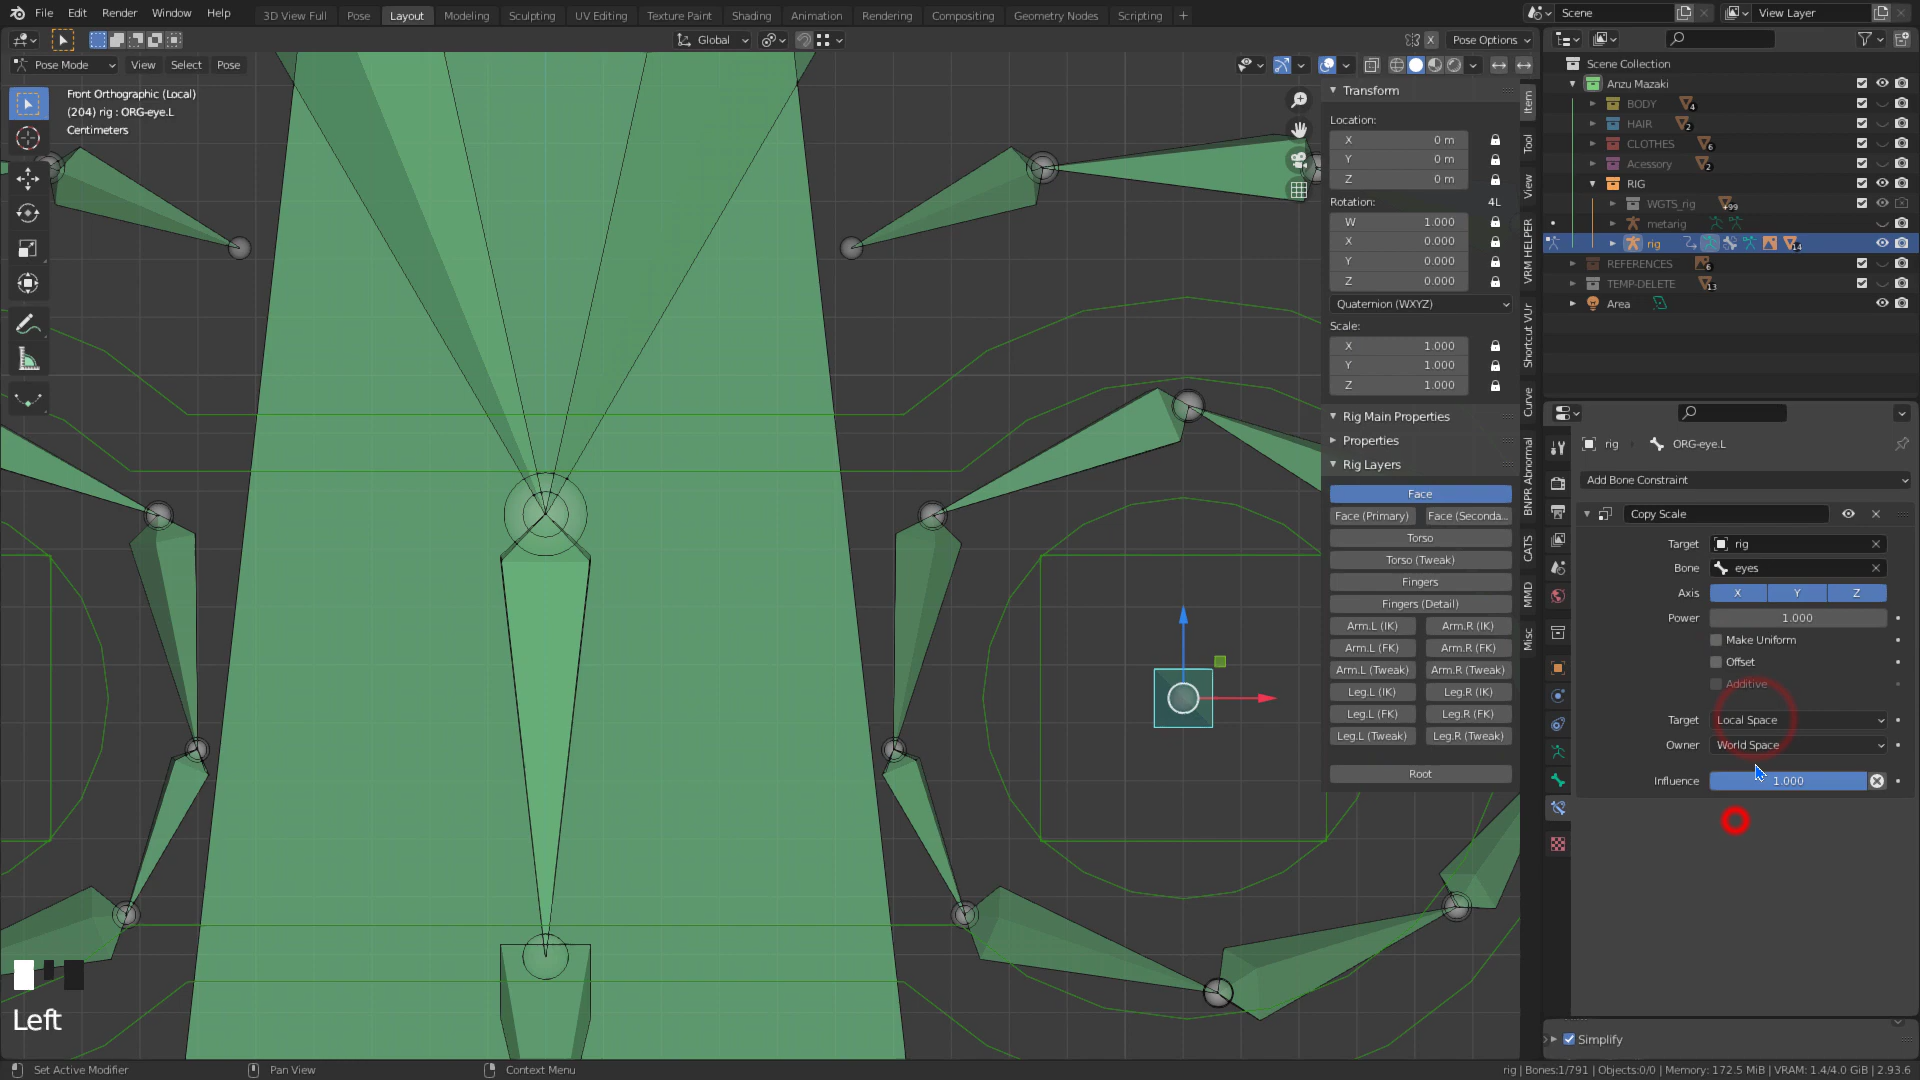 File Edit Render Window Help
3D View Full Pose Layout Modeling Sculpting UV Editing Texture Paint Shading Animation Rendering Compositing Geometry Nodes Scripting +
Scene
View Layer
Global
X
Pose Options
Pose Mode View Select Pose
Front Orthographic (Local)
(204) rig : ORG-eye.L
Centimeters
Transform
Location:
X 0 m
Y 0 m
Z 0 m
Rotation: 4L
W 1.000
X 0.000
Y 0.000
Z 0.000
Quaternion (WXYZ)
Scale:
X 1.000
Y 1.000
Z 1.000
Rig Main Properties
Properties
Rig Layers
Face
Face (Primary) Face (Seconda...
Torso
Torso (Tweak)
Fingers
Fingers (Detail)
Arm.L (IK) Arm.R (IK)
Arm.L (FK) Arm.R (FK)
Arm.L (Tweak) Arm.R (Tweak)
Leg.L (IK) Leg.R (IK)
Leg.L (FK) Leg.R (FK)
Leg.L (Tweak) Leg.R (Tweak)
Root
Item
Tool
View
VRM HELPER
Shortcut VUr
Curve
BNPR Abnormal
CATS
MMD
Misc
Scene Collection
Anzu Mazaki
BODY 4
HAIR 2
CLOTHES 6
Acessory 2
RIG
WGTS_rig +99
metarig
rig 14
REFERENCES 6
TEMP-DELETE 13
Area
rig ORG-eye.L
Add Bone Constraint
Copy Scale
Target rig
Bone eyes
Axis X Y Z
Power 1.000
Make Uniform
Offset
Additive
Target Local Space
Owner World Space
Influence 1.000
Simplify
Left
Set Active Modifier Pan View Context Menu
rig | Bones:1/791 | Objects:0/0 | Memory: 172.5 MiB | VRAM: 1.4/4.0 GiB | 2.93.6